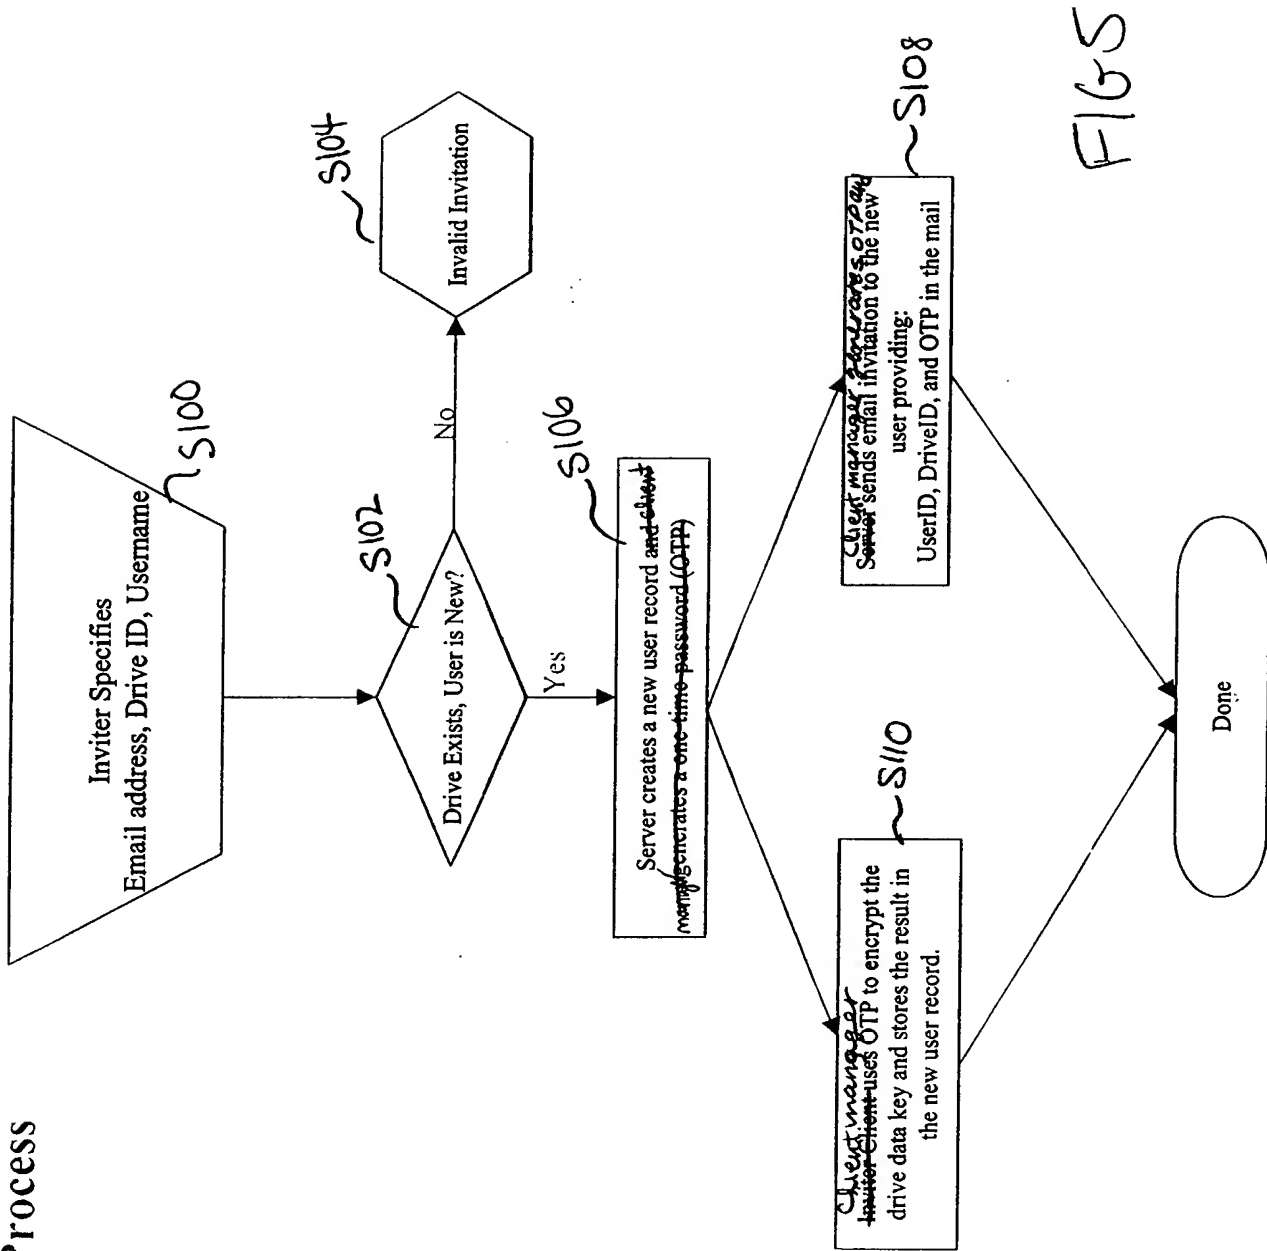 Process
Inviter Specifies
Email address, Drive ID, Username
S100
Drive Exists, User is New?
S102
No
Invalid Invitation
S104
Yes
Server creates a new user record and client
generates a one-time password (OTP)
S106
Client manager generates OTP and
Server sends email invitation to the new
user providing:
UserID, DriveID, and OTP in the mail
S108
Client manager
Inviter Client uses OTP to encrypt the
drive data key and stores the result in
the new user record.
S110
Done
FIG 5